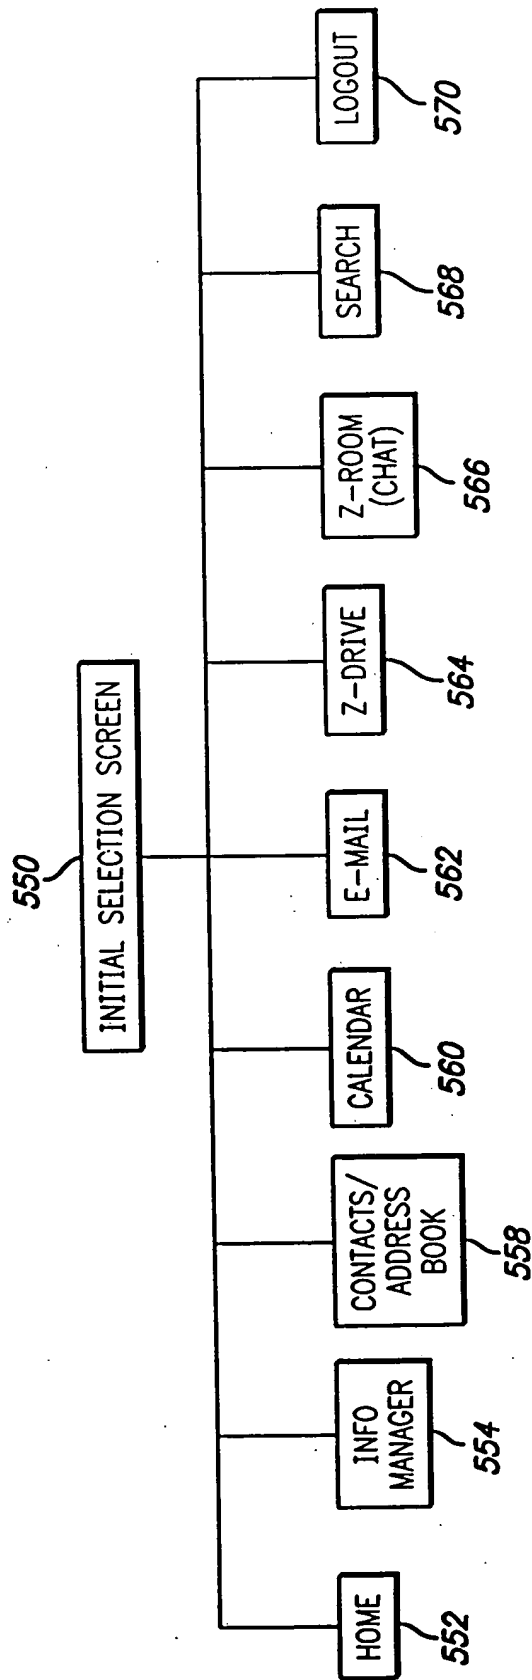 550
INITIAL SELECTION SCREEN
HOME
552
INFO
MANAGER
554
CONTACTS/
ADDRESS
BOOK
558
CALENDAR
560
E-MAIL
562
Z-DRIVE
564
Z-ROOM
(CHAT)
566
SEARCH
568
LOGOUT
570